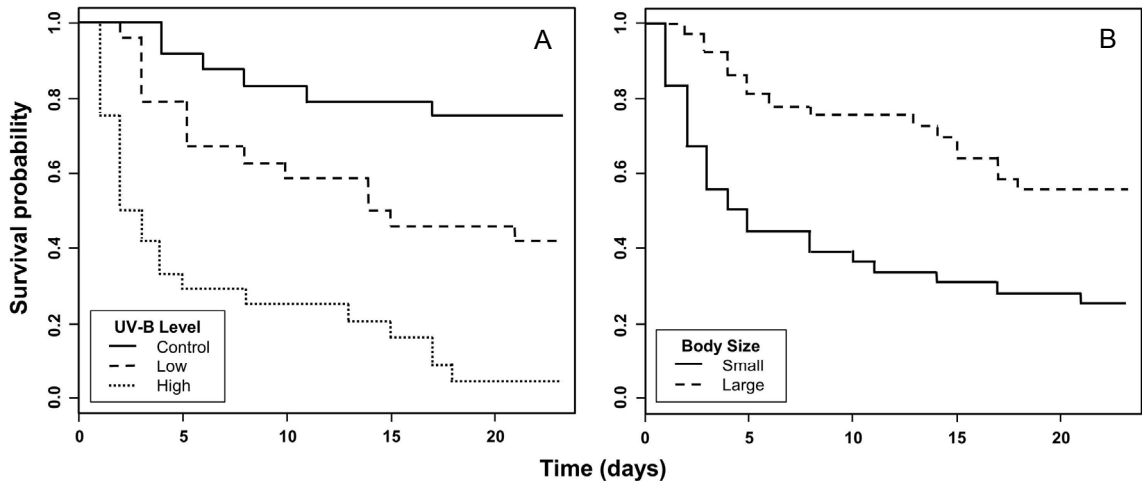 A
B
Survival probability
1.0
0.8
0.6
0.4
0.2
0.0
UV-B Level
Control
Low
High
0 5 10 15 20
1.0
0.8
0.6
0.4
0.2
0.0
Body Size
Small
Large
0 5 10 15 20
Time (days)